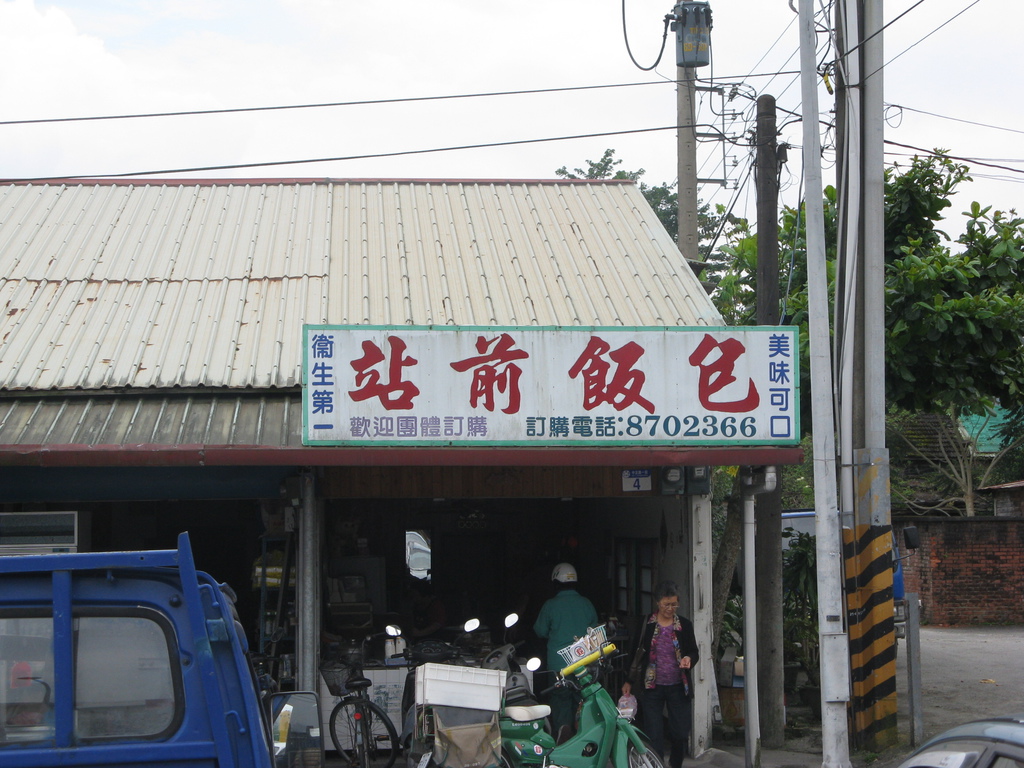 衛生第一
站前飯包
美味可口
歡迎團體訂購
訂購電話:8702366
4